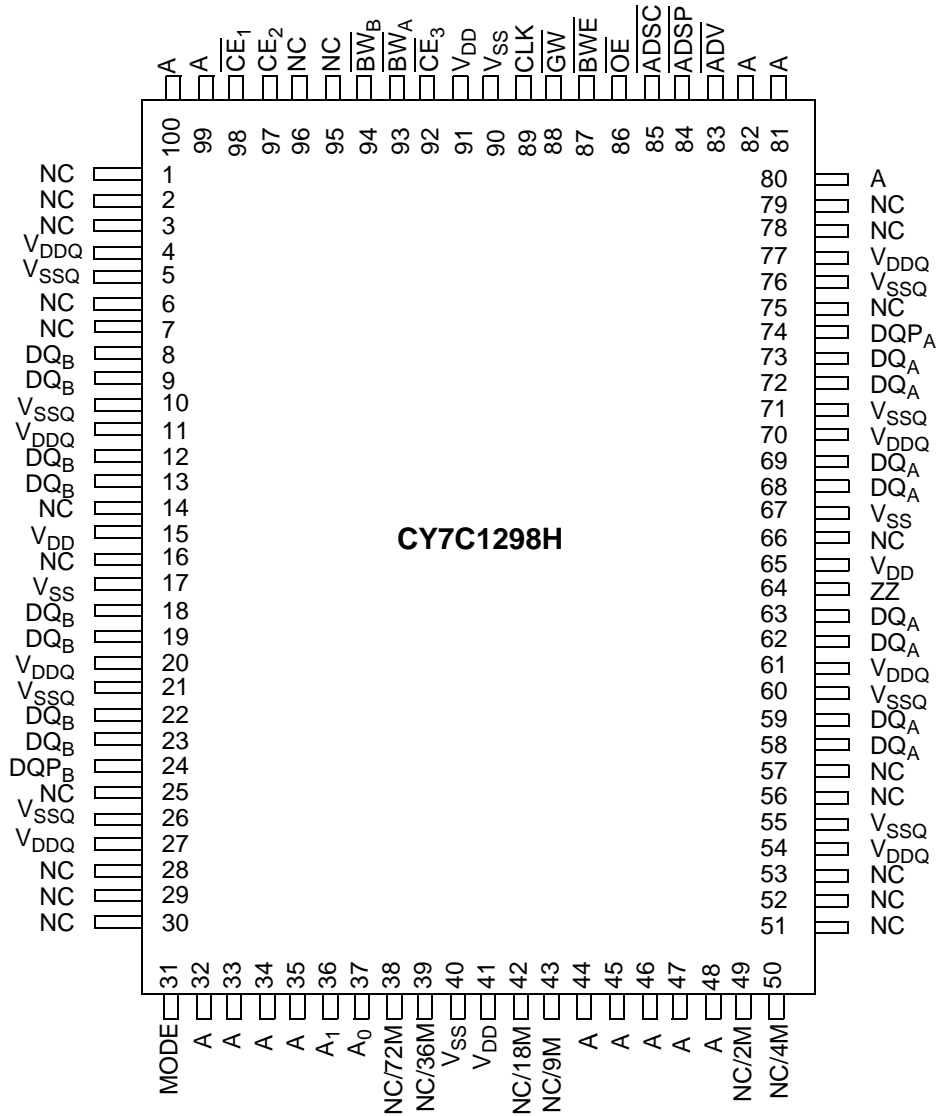 A A CE1 CE2 NC NC BWB BWA CE3 VDD VSS CLK GW BWE OE ADSC ADSP ADV A A
100 99 98 97 96 95 94 93 92 91 90 89 88 87 86 85 84 83 82 81
NC 1
NC 2
NC 3
VDDQ 4
VSSQ 5
NC 6
NC 7
DQB 8
DQB 9
VSSQ 10
VDDQ 11
DQB 12
DQB 13
NC 14
VDD 15
NC 16
VSS 17
DQB 18
DQB 19
VDDQ 20
VSSQ 21
DQB 22
DQB 23
DQPB 24
NC 25
VSSQ 26
VDDQ 27
NC 28
NC 29
NC 30
CY7C1298H
80 A
79 NC
78 NC
77 VDDQ
76 VSSQ
75 NC
74 DQPA
73 DQA
72 DQA
71 VSSQ
70 VDDQ
69 DQA
68 DQA
67 VSS
66 NC
65 VDD
64 ZZ
63 DQA
62 DQA
61 VDDQ
60 VSSQ
59 DQA
58 DQA
57 NC
56 NC
55 VSSQ
54 VDDQ
53 NC
52 NC
51 NC
31 32 33 34 35 36 37 38 39 40 41 42 43 44 45 46 47 48 49 50
MODE A A A A A1 A0 NC/72M NC/36M VSS VDD NC/18M NC/9M A A A A A NC/2M NC/4M